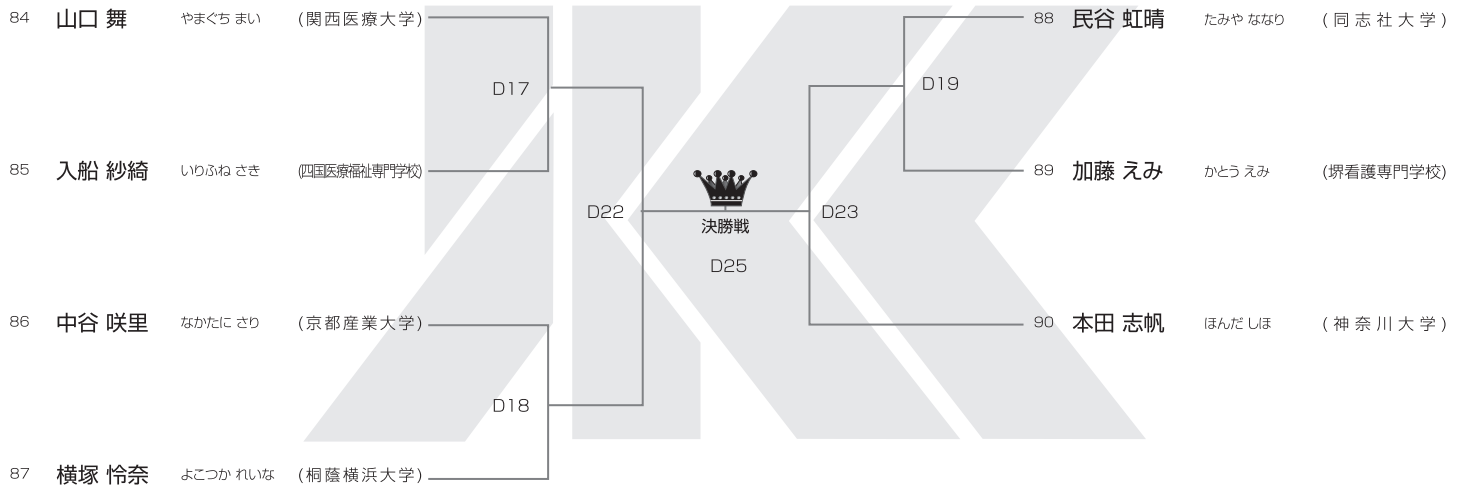 84 山口 舞 やまぐち まい (関西医療大学)
D17
85 入船 紗綺 いりふね さき (四国医療福祉専門学校)
D22
86 中谷 咲里 なかたに さり (京都産業大学)
D18
87 横塚 怜奈 よこつか れいな (桐蔭横浜大学)
決勝戦
D25
88 民谷 虹晴 たみや ななり (同志社大学)
D19
89 加藤 えみ かとう えみ (堺看護専門学校)
D23
90 本田 志帆 ほんだ しほ (神奈川大学)